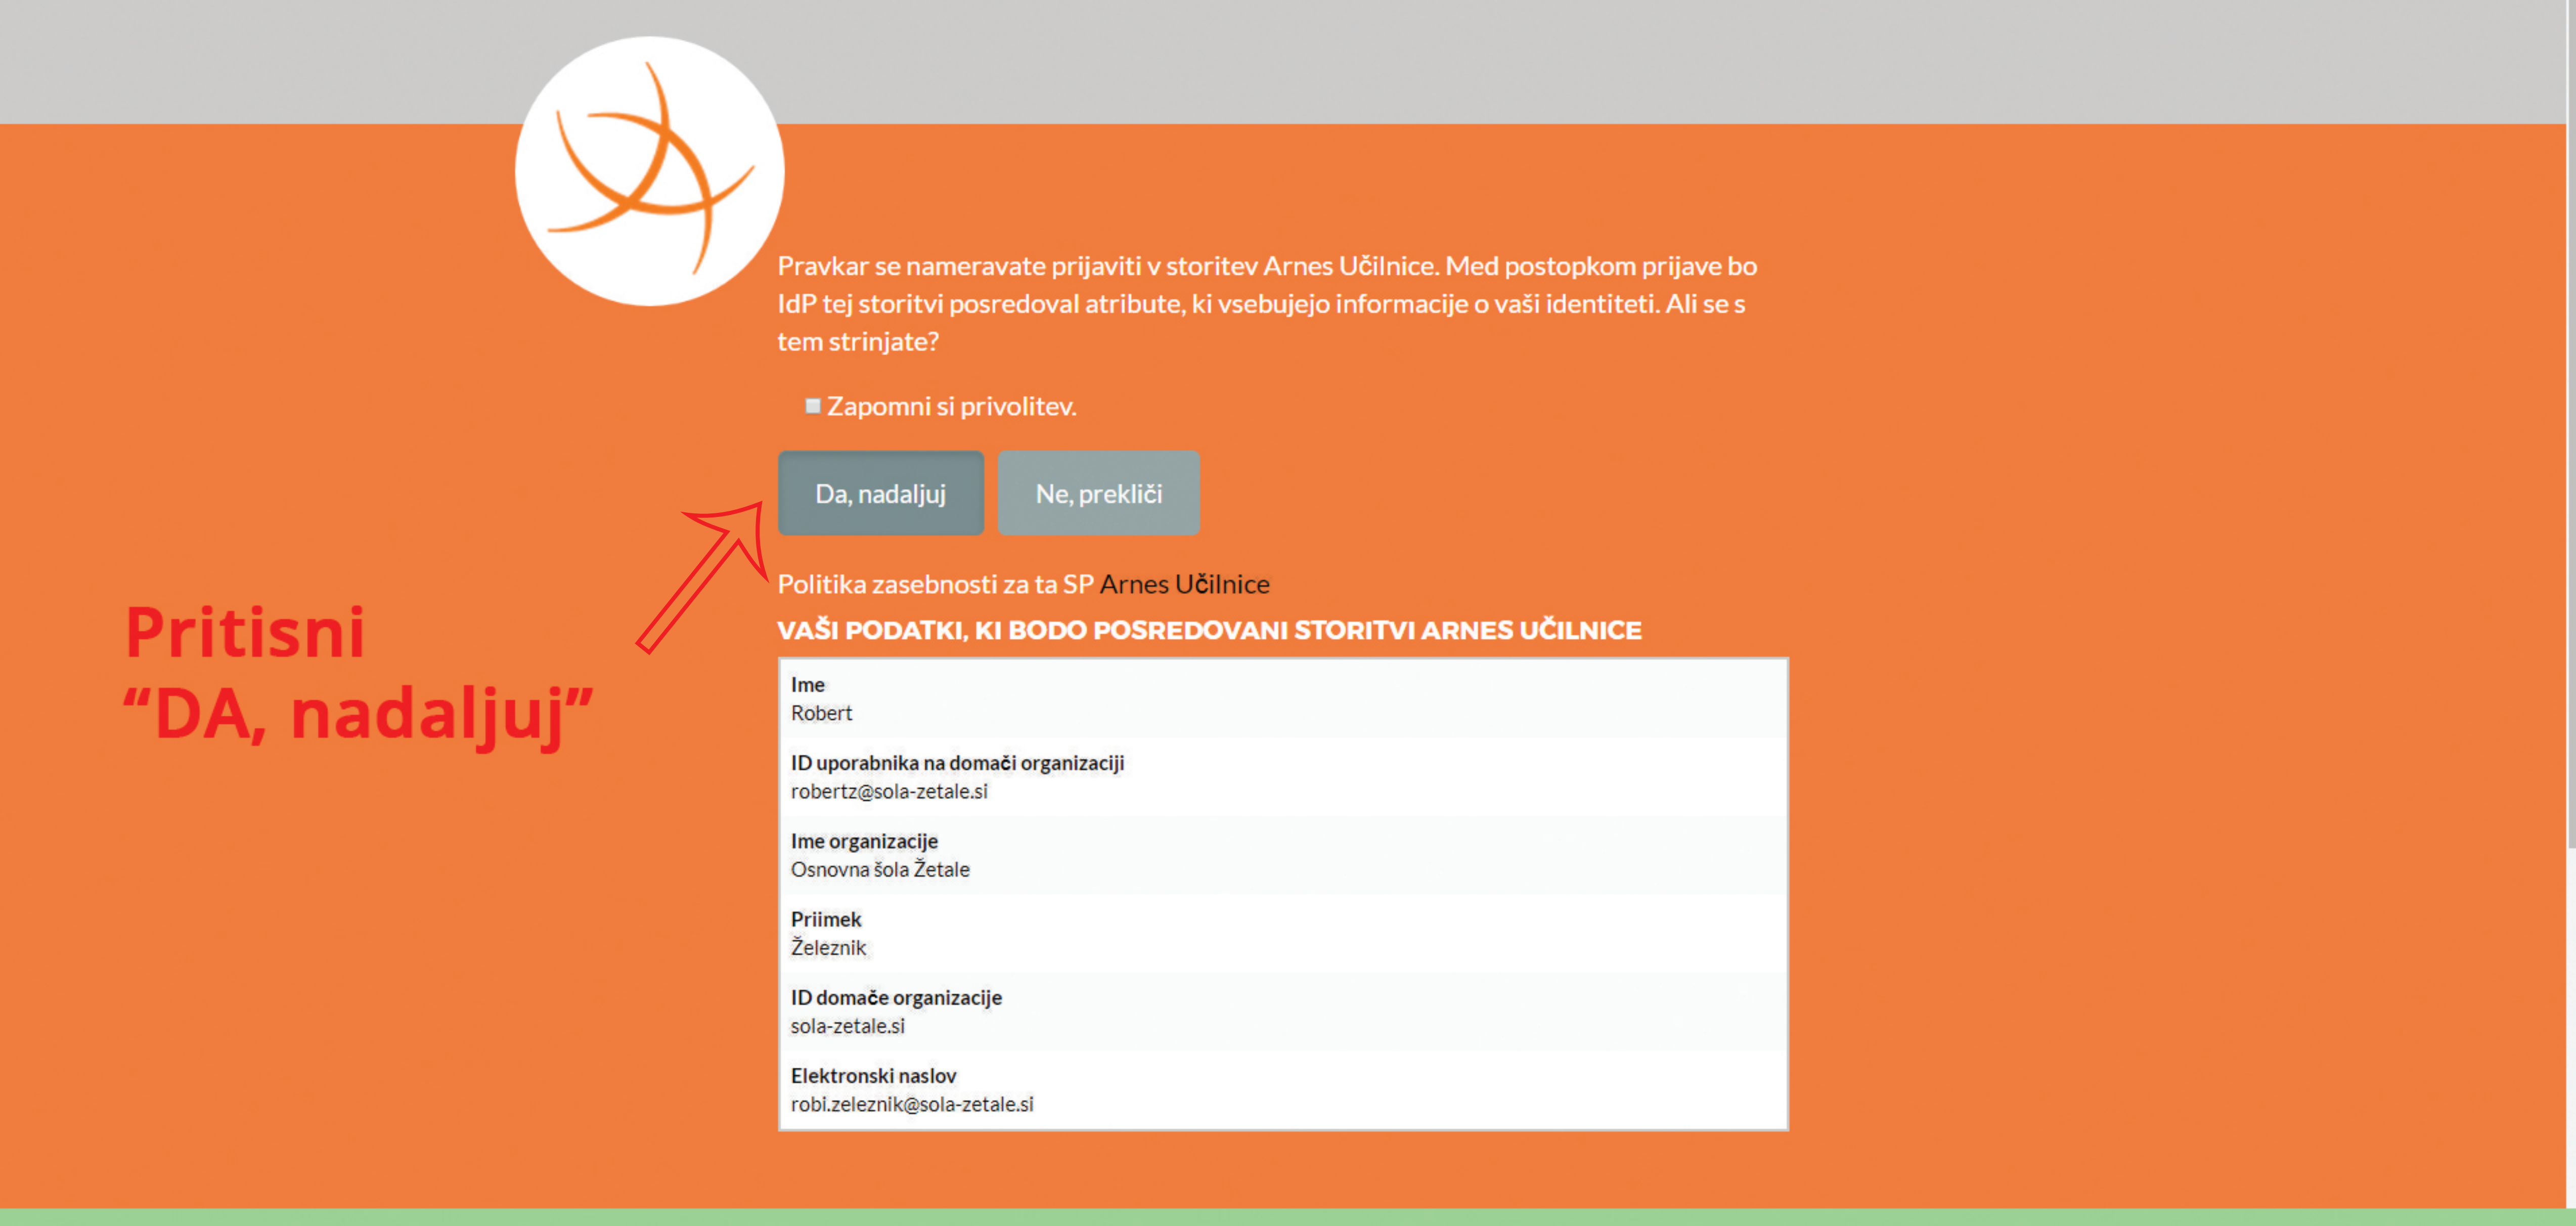 Pravkar se nameravate prijaviti v storitev Arnes Učilnice. Med postopkom prijave bo
IdP tej storitvi posredoval atribute, ki vsebujejo informacije o vaši identiteti. Ali se s
tem strinjate?
Zapomni si privolitev.
Da, nadaljuj
Ne, prekliči
Pritisni
“DA, nadaljuj”
Politika zasebnosti za ta SP Arnes Učilnice
VAŠI PODATKI, KI BODO POSREDOVANI STORITVI ARNES UČILNICE
Ime
Robert
ID uporabnika na domači organizaciji
robertz@sola-zetale.si
Ime organizacije
Osnovna šola Žetale
Priimek
Železnik
ID domače organizacije
sola-zetale.si
Elektronski naslov
robi.zeleznik@sola-zetale.si